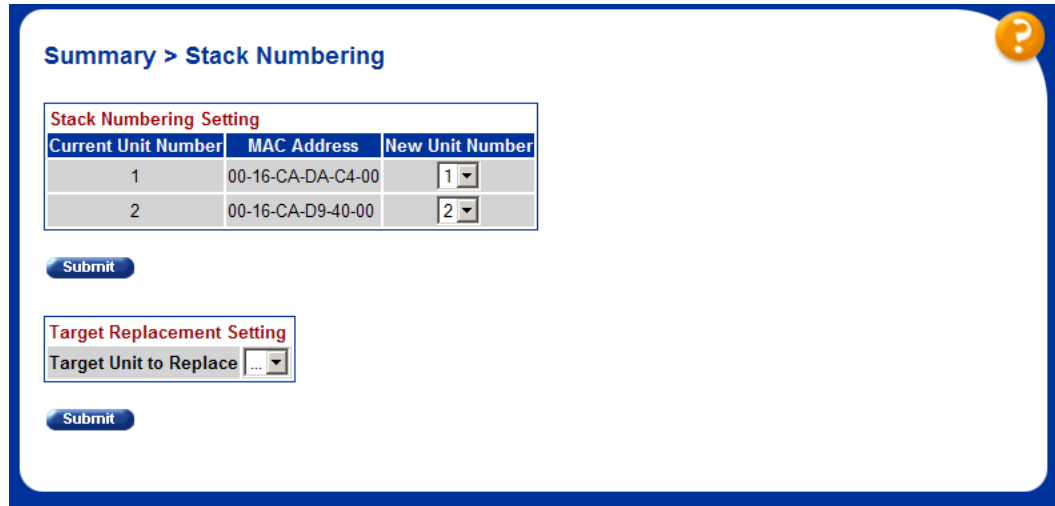 ?
Summary > Stack Numbering
Stack Numbering Setting
Current Unit Number MAC Address New Unit Number
1 00-16-CA-DA-C4-00 1
2 00-16-CA-D9-40-00 2
Submit
Target Replacement Setting
Target Unit to Replace ...
Submit